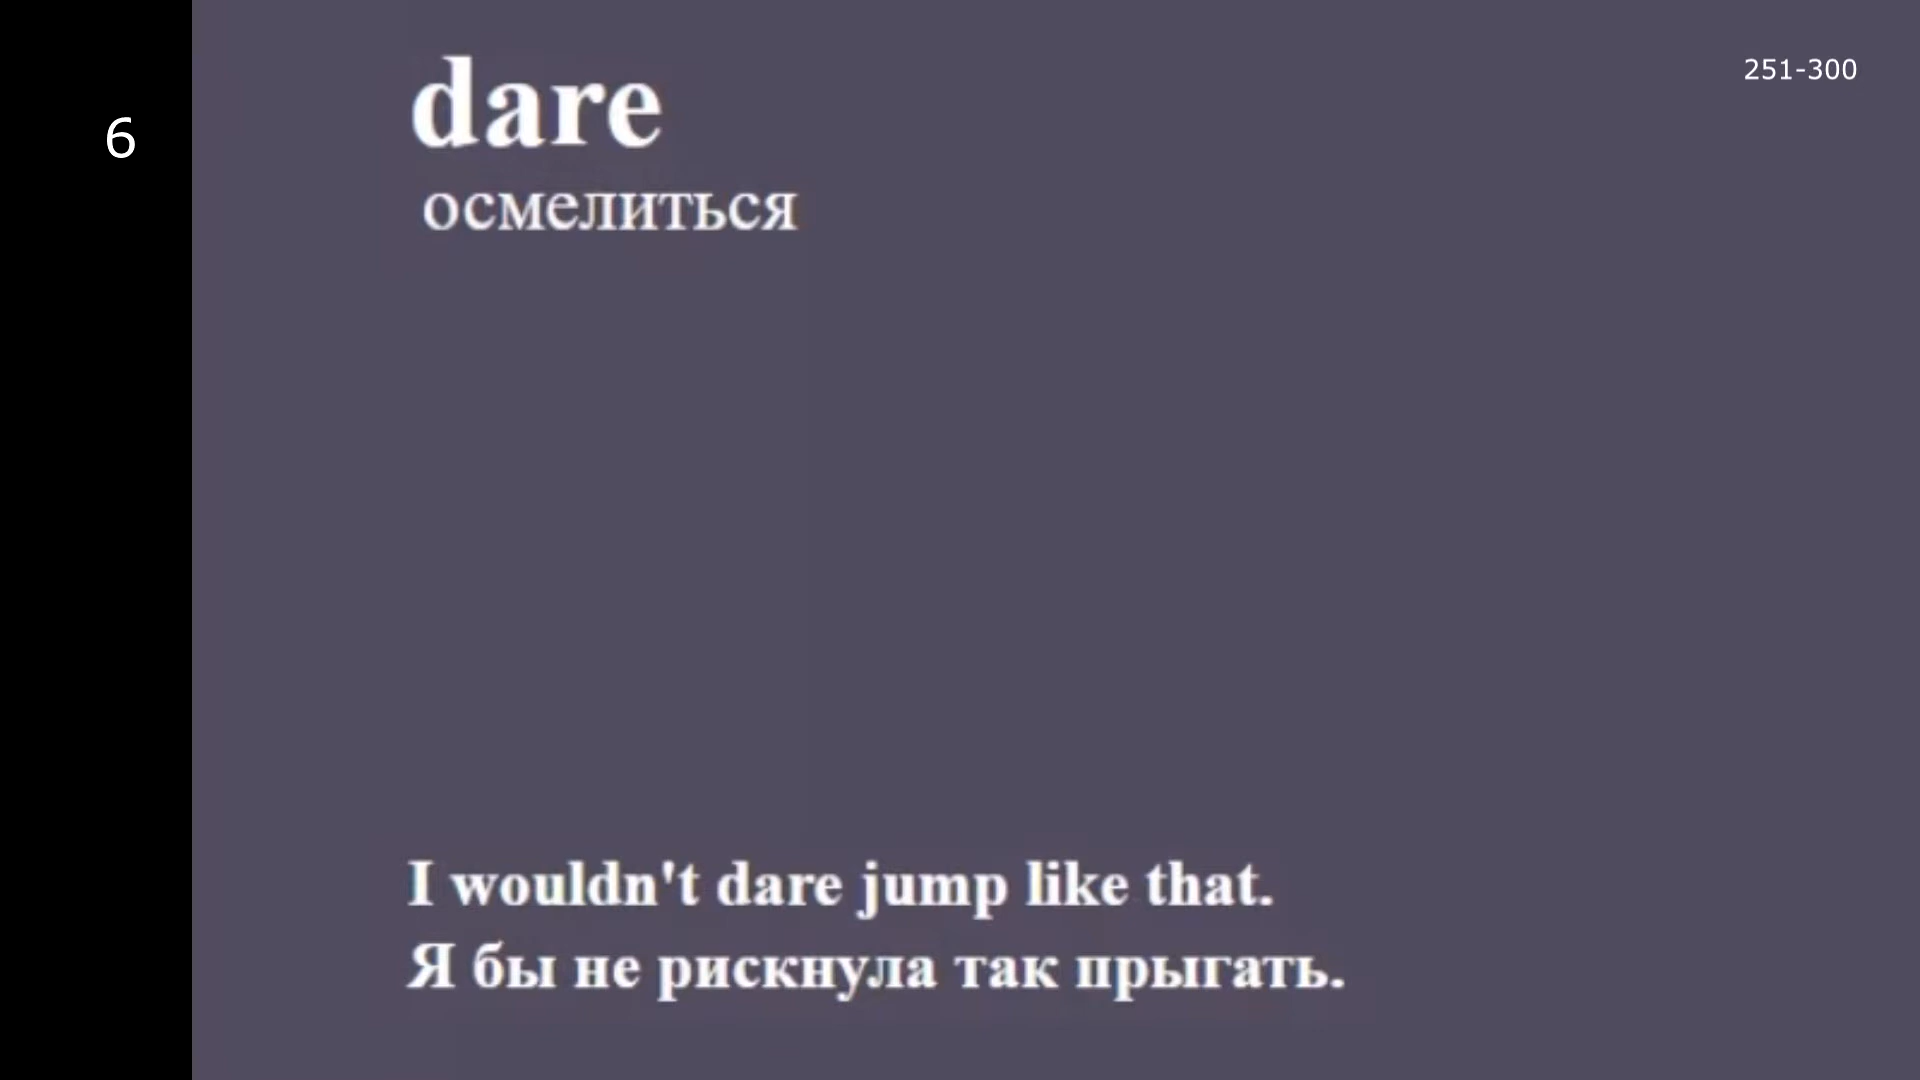 6
dare
251-300
осмелиться
I wouldn't dare jump like that.
Я бы не рискнула так прыгать.